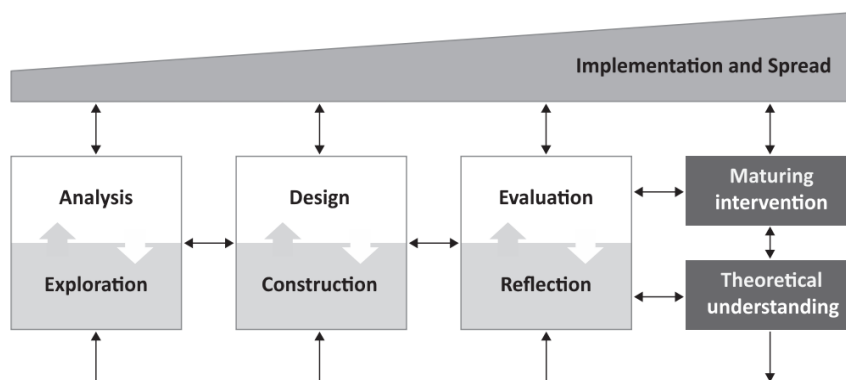 Implementation and Spread
Analysis
Exploration
Design
Construction
Evaluation
Reflection
Maturing
intervention
Theoretical
understanding